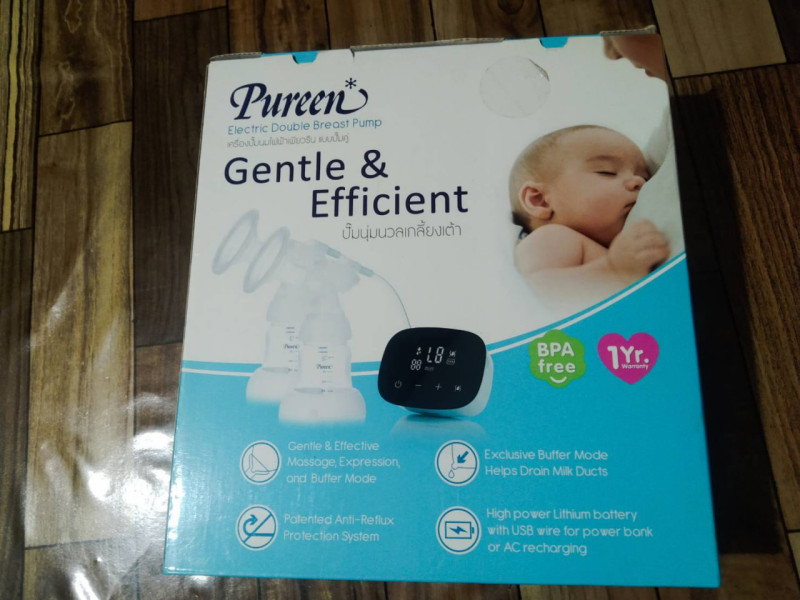 Pureen*
Electric Double Breast Pump
เครื่องปั๊มนมไฟฟ้าเพียวรีน แบบปั๊มคู่
Gentle &
Efficient
ปั๊มนุ่มนวลเกลี้ยงเต้า
Pureen
L8
88 min
BPA
free
1Yr.
Warranty
Gentle & Effective
Massage, Expression,
and Buffer Mode
Exclusive Buffer Mode
Helps Drain Milk Ducts
Patented Anti-Reflux
Protection System
High power Lithium battery
with USB wire for power bank
or AC recharging